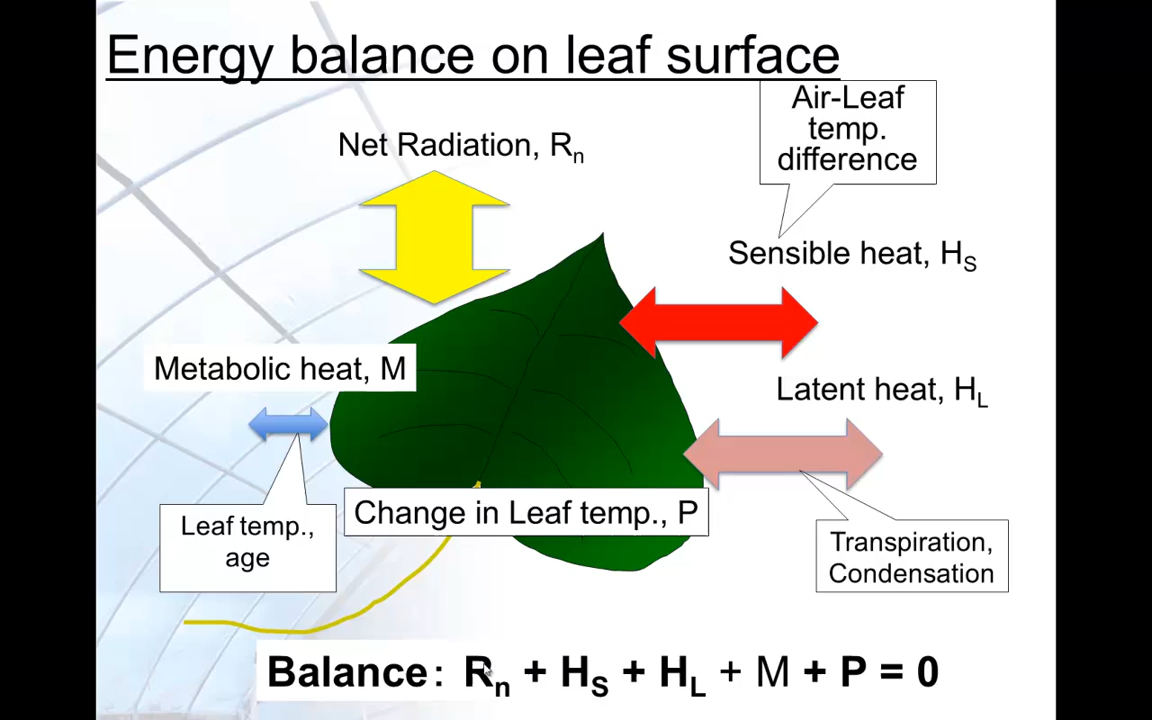 Energy balance on leaf surface
Air-Leaf
temp.
difference
Net Radiation, Rn
Sensible heat, HS
Metabolic heat, M
Latent heat, HL
Change in Leaf temp., P
Leaf temp.,
age
Transpiration,
Condensation
Balance: Rn + HS + HL + M + P = 0